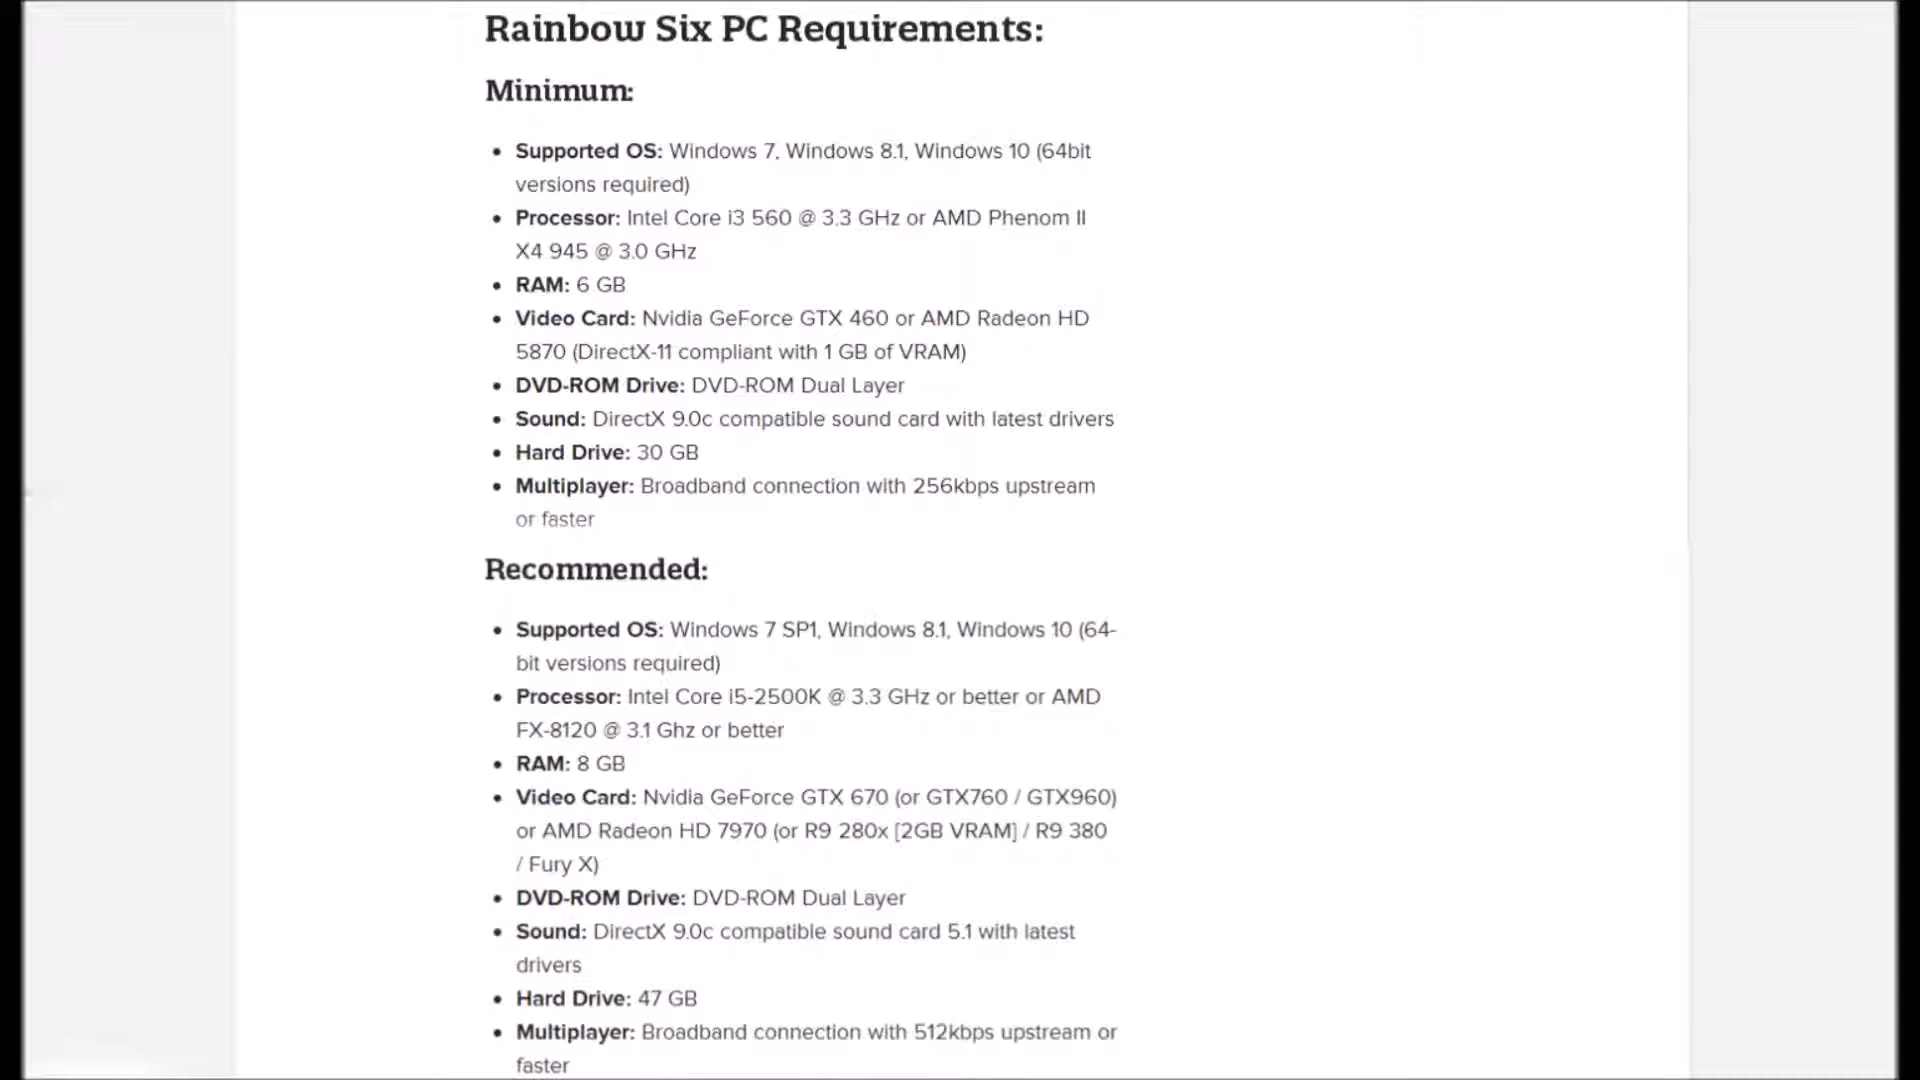 Rainbow Six PC Requirements:
Minimum:
• Supported OS: Windows 7, Windows 8.1, Windows 10 (64bit
versions required)
• Processor: Intel Core i3 560 @ 3.3 GHz or AMD Phenom II
X4 945 @ 3.0 GHz
• RAM: 6 GB
• Video Card: Nvidia GeForce GTX 460 or AMD Radeon HD
5870 (DirectX-11 compliant with 1 GB of VRAM)
• DVD-ROM Drive: DVD-ROM Dual Layer
• Sound: DirectX 9.0c compatible sound card with latest drivers
• Hard Drive: 30 GB
• Multiplayer: Broadband connection with 256kbps upstream
or faster
Recommended:
• Supported OS: Windows 7 SP1, Windows 8.1, Windows 10 (64-
bit versions required)
• Processor: Intel Core i5-2500K @ 3.3 GHz or better or AMD
FX-8120 @ 3.1 Ghz or better
• RAM: 8 GB
• Video Card: Nvidia GeForce GTX 670 (or GTX760 / GTX960)
or AMD Radeon HD 7970 (or R9 280x [2GB VRAM] / R9 380
/ Fury X)
• DVD-ROM Drive: DVD-ROM Dual Layer
• Sound: DirectX 9.0c compatible sound card 5.1 with latest
drivers
• Hard Drive: 47 GB
• Multiplayer: Broadband connection with 512kbps upstream or
faster